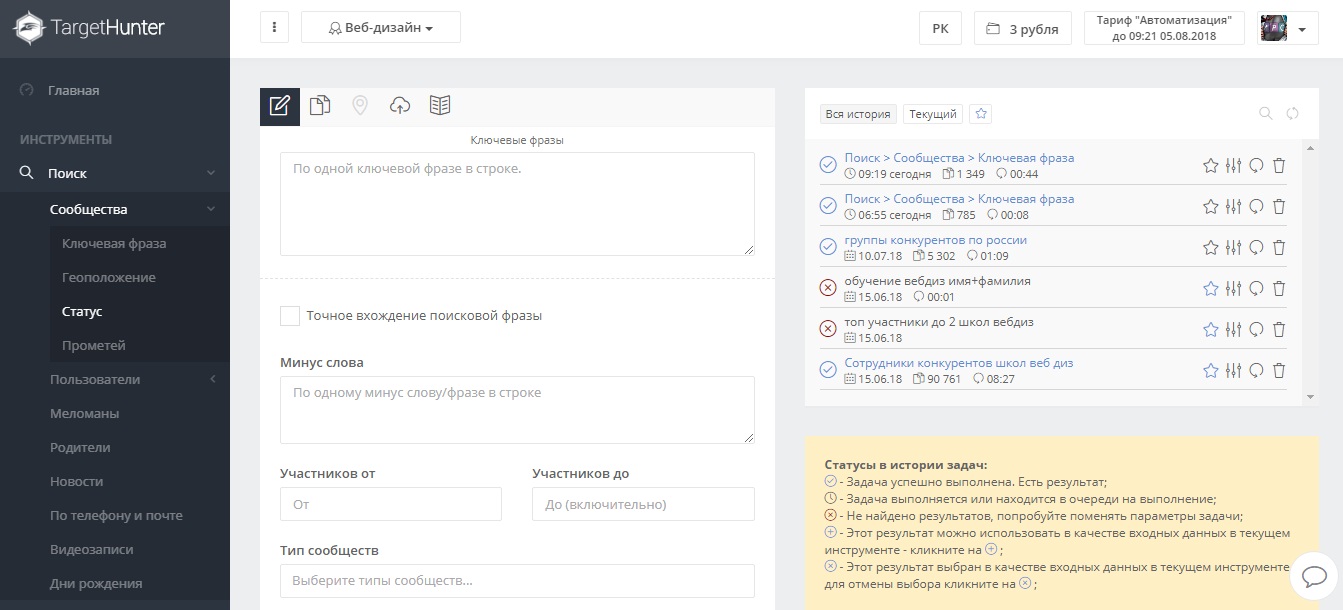 TargetHunter
Веб-дизайн
РК
3 рубля
Тариф "Автоматизация"
до 09:21 05.08.2018
Главная
ИНСТРУМЕНТЫ
Поиск
Сообщества
Ключевая фраза
Геоположение
Статус
Прометей
Пользователи
Меломаны
Родители
Новости
По телефону и почте
Видеозаписи
Дни рождения
Ключевые фразы
По одной ключевой фразе в строке.
Точное вхождение поисковой фразы
Минус слова
По одному минус слову/фразе в строке
Участников от
Участников до
От
До (включительно)
Тип сообществ
Выберите типы сообществ...
Вся история
Текущий
Поиск > Сообщества > Ключевая фраза
09:19 сегодня 1 349 00:44
Поиск > Сообщества > Ключевая фраза
06:55 сегодня 785 00:08
группы конкурентов по россии
10.07.18 5 302 01:09
обучение вебдиз имя+фамилия
15.06.18 00:01
топ участники до 2 школ вебдиз
15.06.18
Сотрудники конкурентов школ веб диз
15.06.18 90 761 08:27
Статусы в истории задач:
- Задача успешно выполнена. Есть результат;
- Задача выполняется или находится в очереди на выполнение;
- Не найдено результатов, попробуйте поменять параметры задачи;
- Этот результат можно использовать в качестве входных данных в текущем
инструменте - кликните на ;
- Этот результат выбран в качестве входных данных в текущем инструменте
для отмены выбора кликните на ;